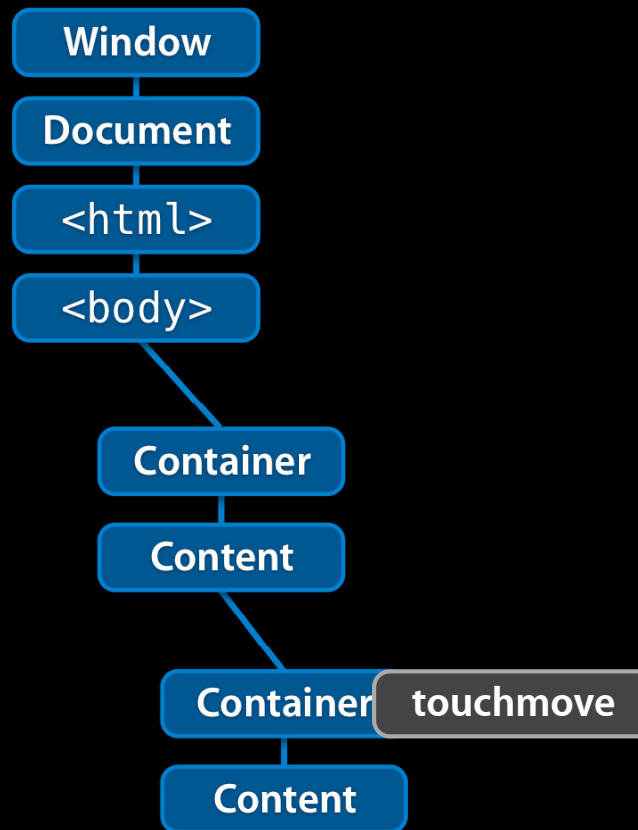 Window
Document
<html>
<body>
Container
Content
Container touchmove
Content